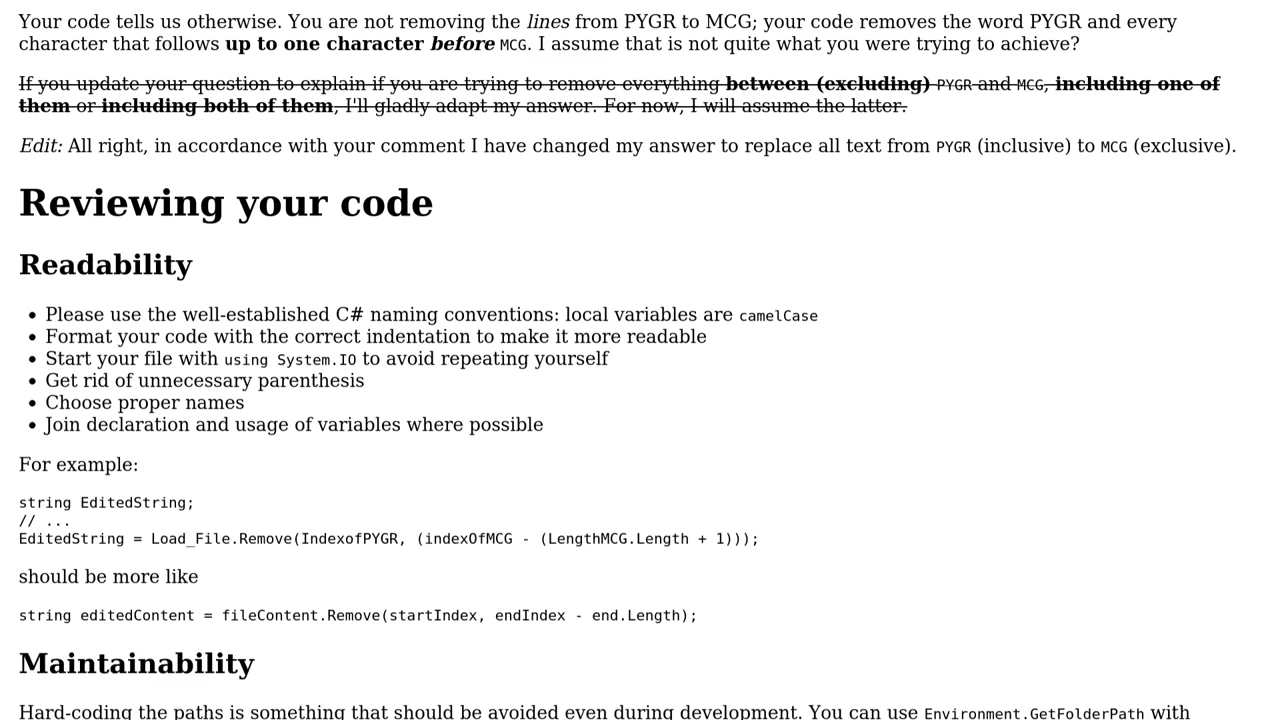 Your code tells us otherwise. You are not removing the lines from PYGR to MCG; your code removes the word PYGR and every
character that follows up to one character before MCG. I assume that is not quite what you were trying to achieve?
If you update your question to explain if you are trying to remove everything between (excluding) PYGR and MCG, including one of
them or including both of them, I'll gladly adapt my answer. For now, I will assume the latter.
Edit: All right, in accordance with your comment I have changed my answer to replace all text from PYGR (inclusive) to MCG (exclusive).
Reviewing your code
Readability
• Please use the well-established C# naming conventions: local variables are camelCase
• Format your code with the correct indentation to make it more readable
• Start your file with using System.IO to avoid repeating yourself
• Get rid of unnecessary parenthesis
• Choose proper names
• Join declaration and usage of variables where possible
For example:
string EditedString;
// ...
EditedString = Load_File.Remove(IndexofPYGR, (indexOfMCG - (LengthMCG.Length + 1)));
should be more like
string editedContent = fileContent.Remove(startIndex, endIndex - end.Length);
Maintainability
Hard-coding the paths is something that should be avoided even during development. You can use Environment.GetFolderPath with